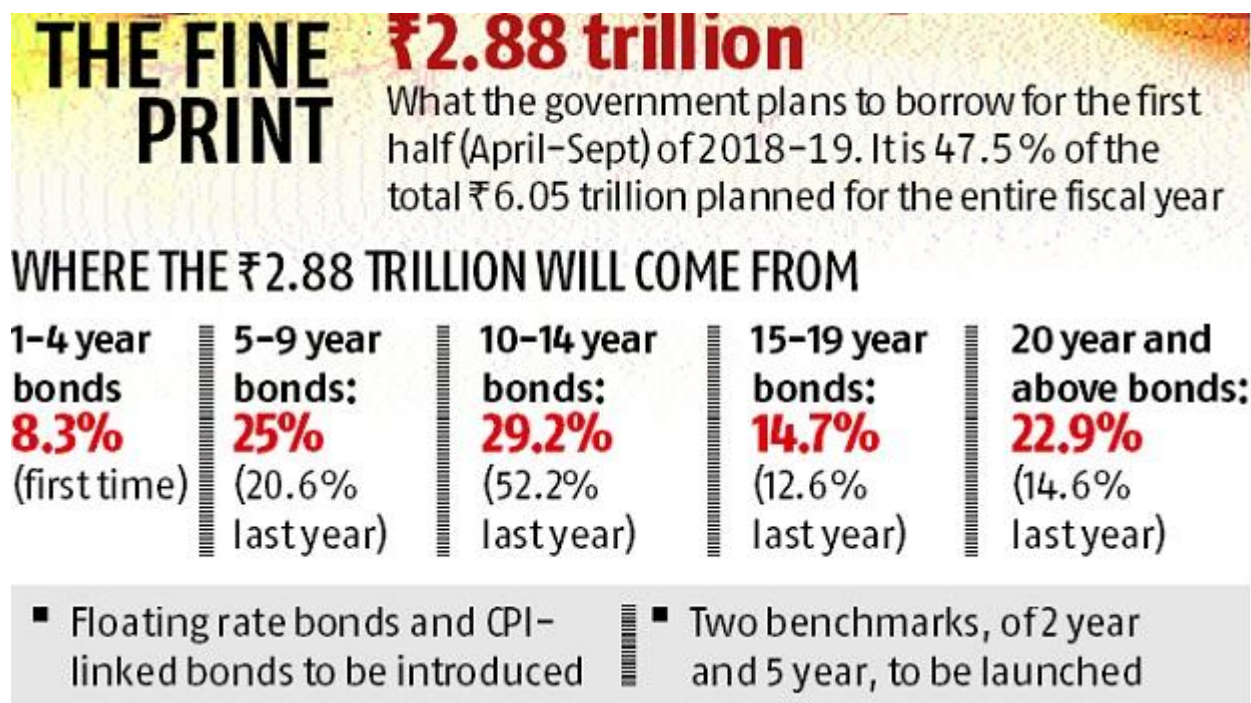 THE FINE
PRINT
₹2.88 trillion
What the government plans to borrow for the first
half (April-Sept) of 2018-19. It is 47.5% of the
total ₹6.05 trillion planned for the entire fiscal year
WHERE THE ₹2.88 TRILLION WILL COME FROM
1-4 year
bonds
8.3%
(first time)
5-9 year
bonds:
25%
(20.6%
last year)
10-14 year
bonds:
29.2%
(52.2%
last year)
15-19 year
bonds:
14.7%
(12.6%
last year)
20 year and
above bonds:
22.9%
(14.6%
last year)
▪ Floating rate bonds and CPI-
linked bonds to be introduced
▪ Two benchmarks, of 2 year
and 5 year, to be launched